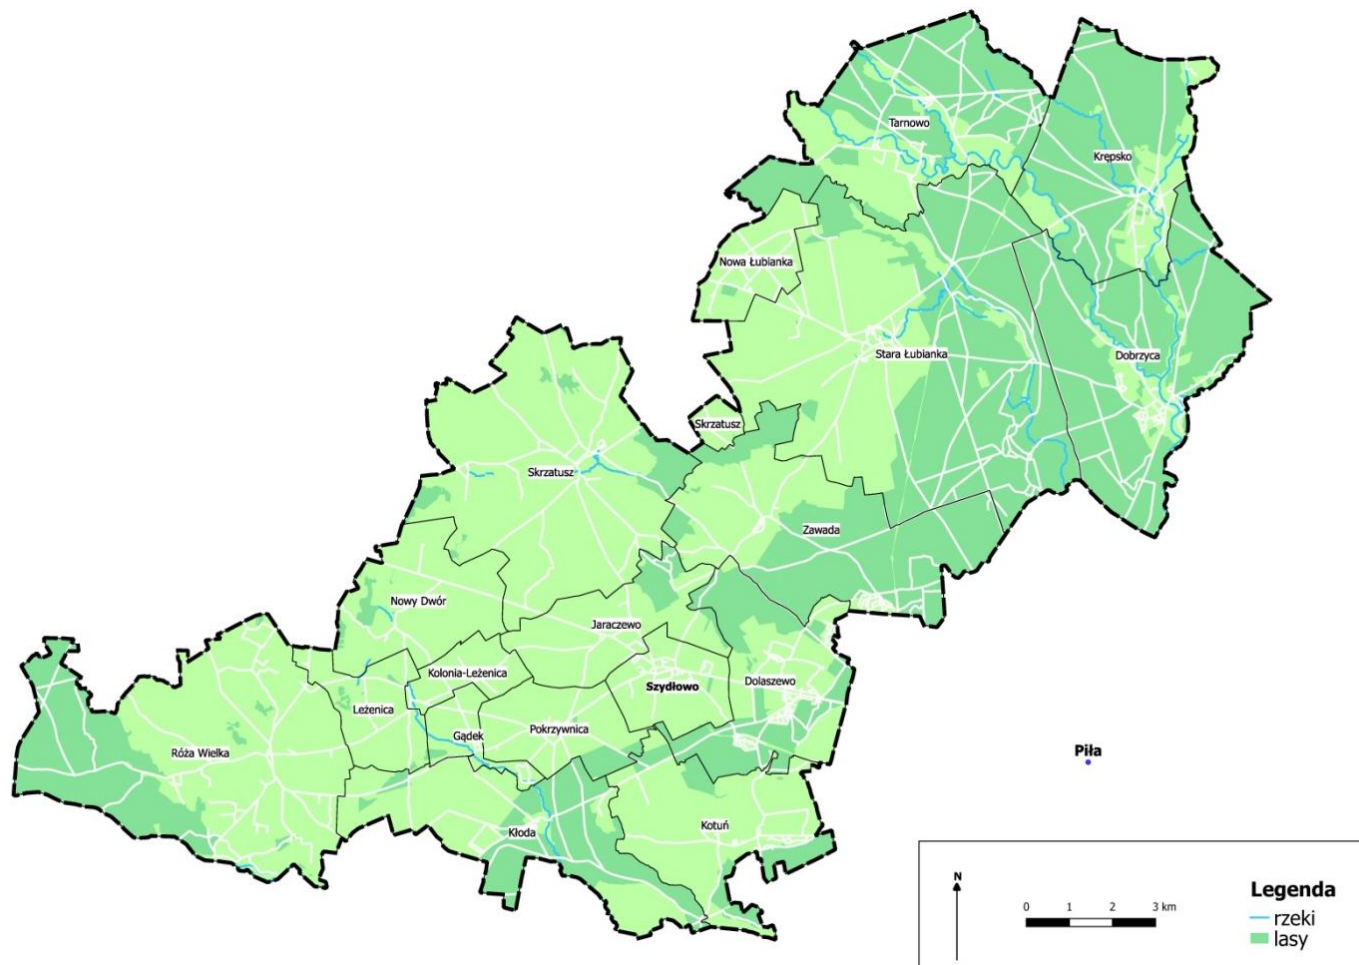 Tarnowo
Krępsko
Nowa Łubianka
Stara Łubianka
Dobrzyca
Skrzatusz
Skrzatusz
Zawada
Nowy Dwór
Jaraczewo
Kolonia-Leżenica
Szydłowo
Dolaszewo
Leżenica
Gądek
Pokrzywnica
Róża Wielka
Piła
Kłoda
Kotuń
N
0 1 2 3 km
Legenda
rzeki
lasy